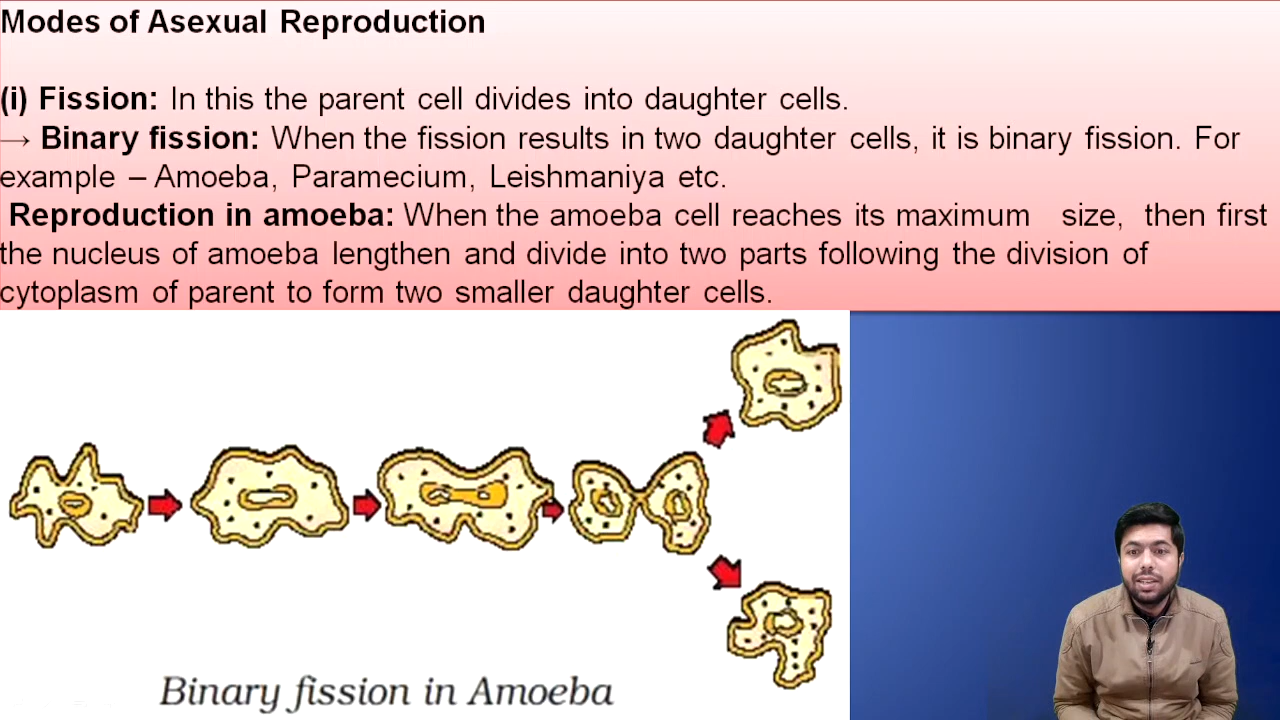 Modes of Asexual Reproduction
(i) Fission: In this the parent cell divides into daughter cells.
→ Binary fission: When the fission results in two daughter cells, it is binary fission. For
example – Amoeba, Paramecium, Leishmaniya etc.
Reproduction in amoeba: When the amoeba cell reaches its maximum size, then first
the nucleus of amoeba lengthen and divide into two parts following the division of
cytoplasm of parent to form two smaller daughter cells.
Binary fission in Amoeba